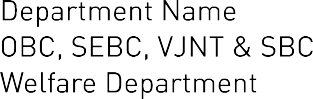 Department Name
OBC, SEBC, VJNT & SBC
Welfare Department